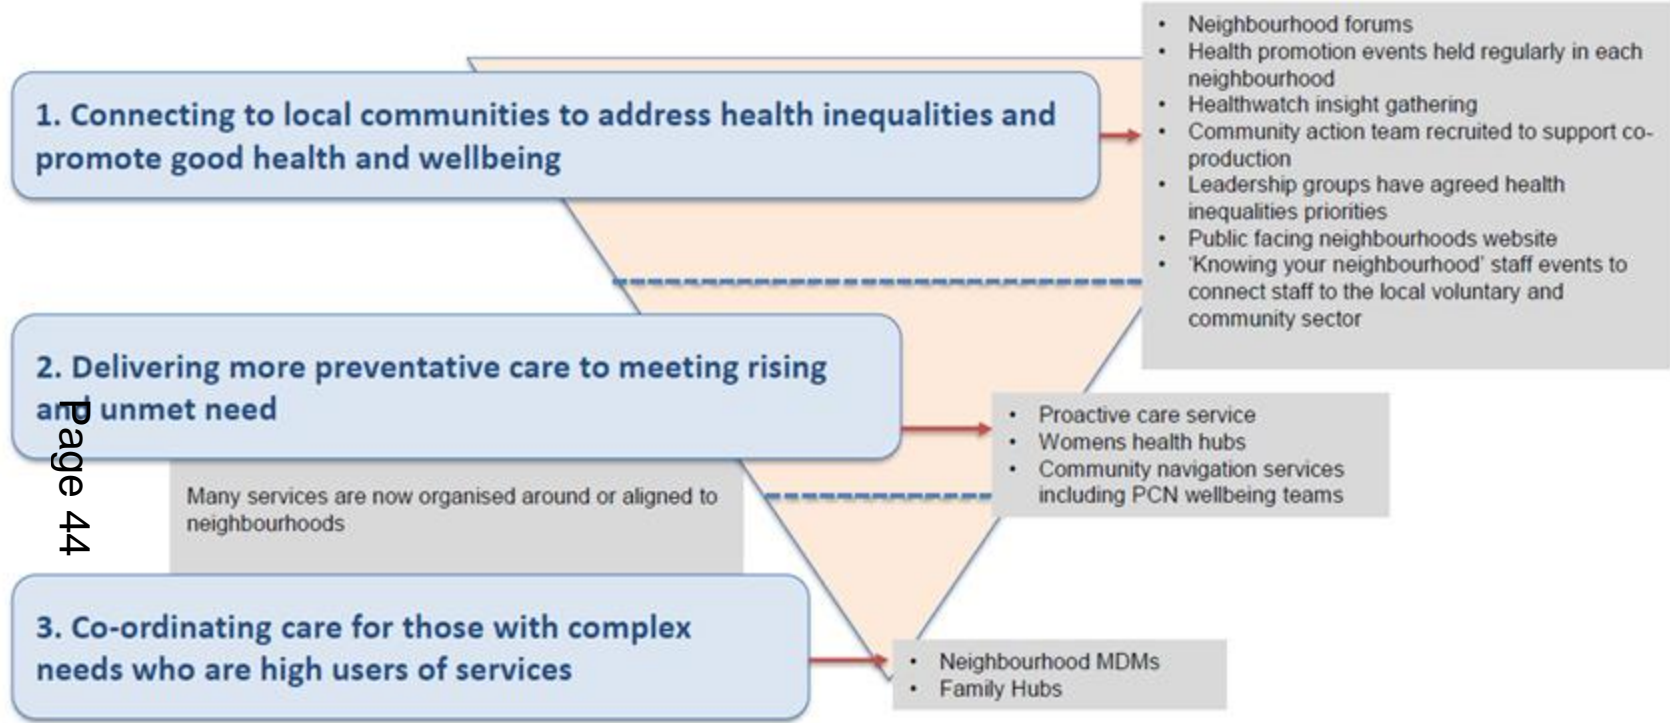 1. Connecting to local communities to address health inequalities and
promote good health and wellbeing
• Neighbourhood forums
• Health promotion events held regularly in each
neighbourhood
• Healthwatch insight gathering
• Community action team recruited to support co-
production
• Leadership groups have agreed health
inequalities priorities
• Public facing neighbourhoods website
• 'Knowing your neighbourhood' staff events to
connect staff to the local voluntary and
community sector
2. Delivering more preventative care to meeting rising
and unmet need
• Proactive care service
• Womens health hubs
• Community navigation services
including PCN wellbeing teams
Page 44
Many services are now organised around or aligned to
neighbourhoods
3. Co-ordinating care for those with complex
needs who are high users of services
• Neighbourhood MDMs
• Family Hubs